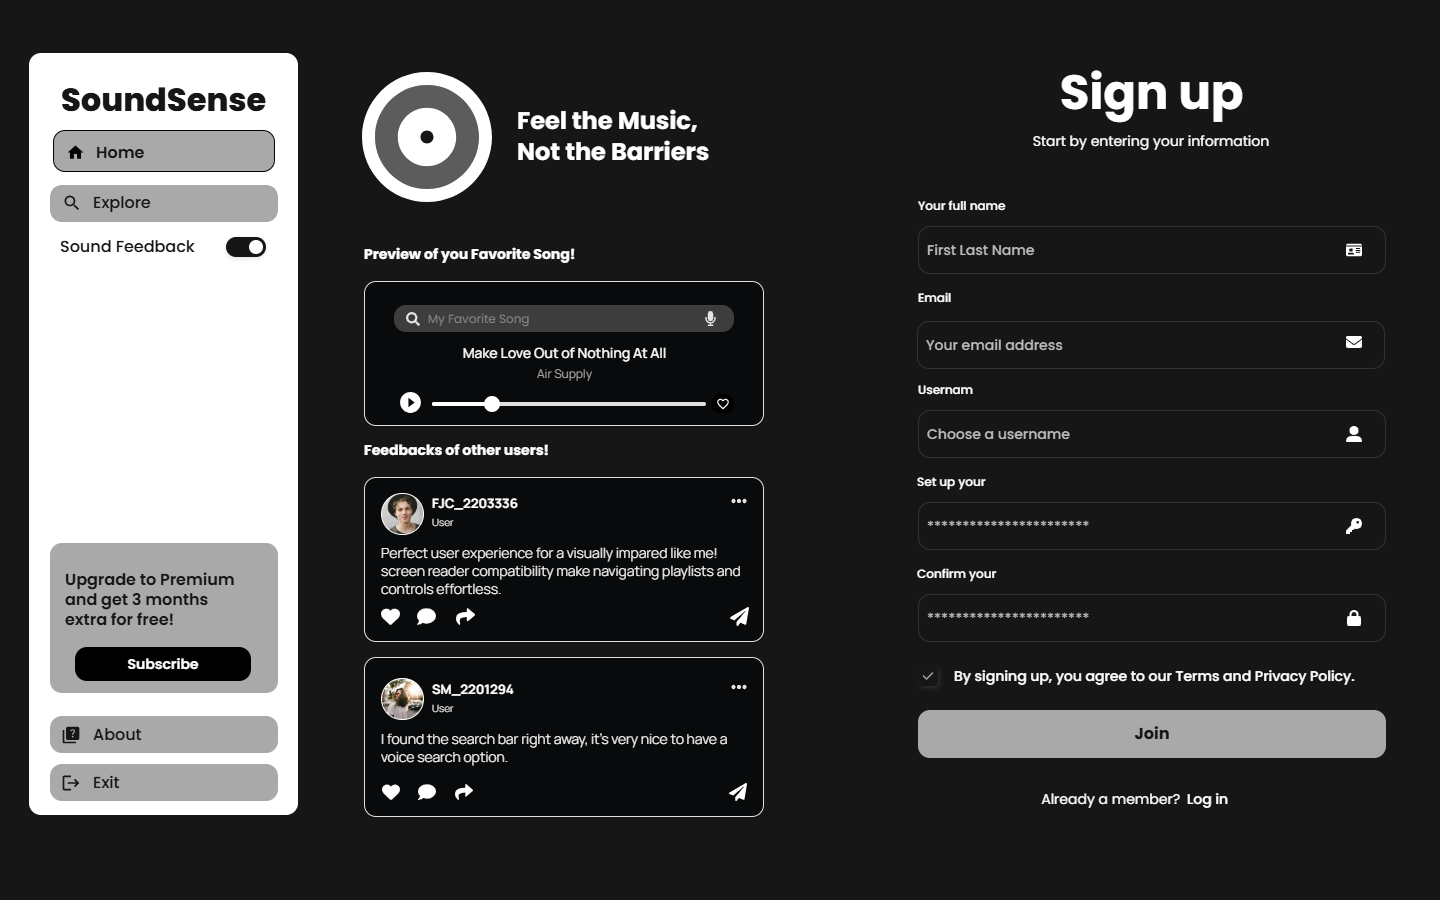 SoundSense
Home
Explore
Sound Feedback
Upgrade to Premium
and get 3 months
extra for free!
Subscribe
About
Exit
Feel the Music,
Not the Barriers
Preview of you Favorite Song!
My Favorite Song
Make Love Out of Nothing At All
Air Supply
Feedbacks of other users!
FJC_2203336
User
Perfect user experience for a visually impared like me!
screen reader compatibility make navigating playlists and
controls effortless.
SM_2201294
User
I found the search bar right away, it's very nice to have a
voice search option.
Sign up
Start by entering your information
Your full name
First Last Name
Email
Your email address
Usernam
Choose a username
Set up your
***********************
Confirm your
***********************
By signing up, you agree to our Terms and Privacy Policy.
Join
Already a member? Log in